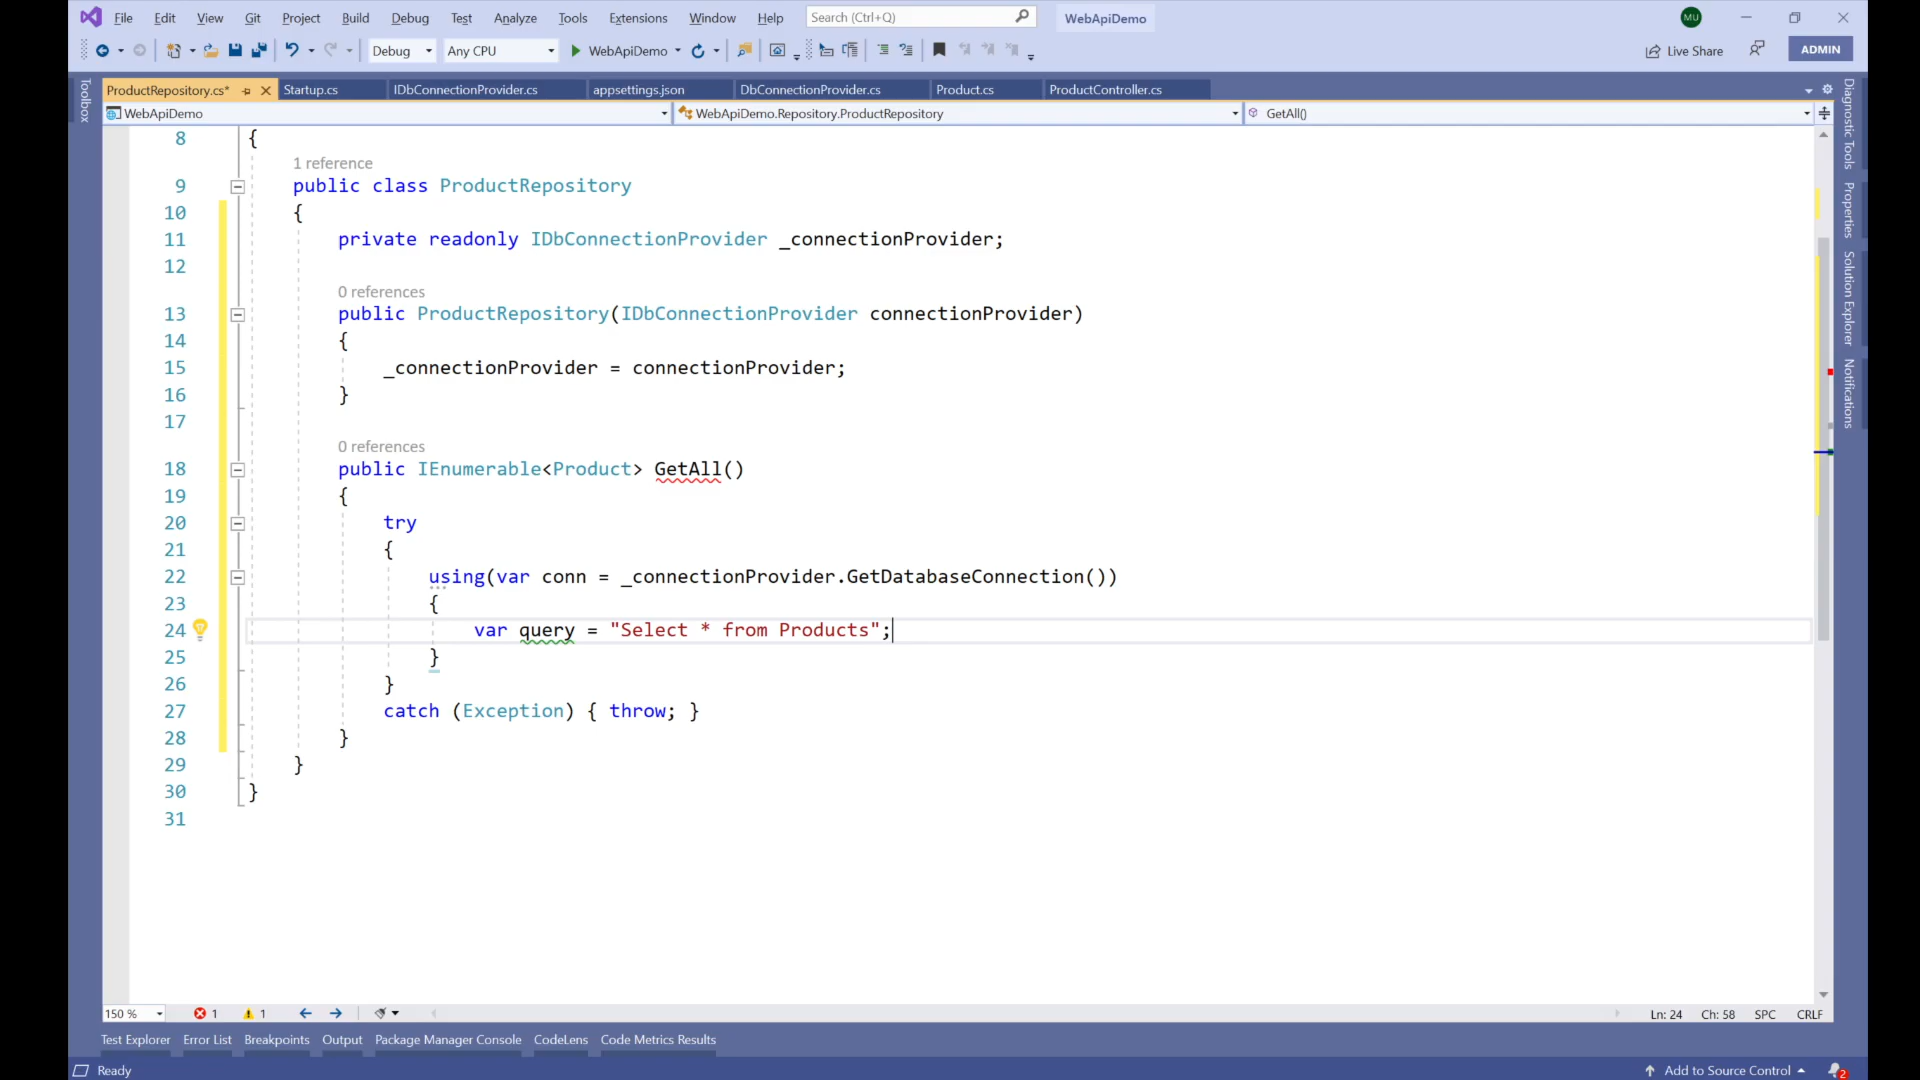 File Edit View Git Project Build Debug Test Analyze Tools Extensions Window Help Search (Ctrl+Q) WebApiDemo MU
Debug Any CPU WebApiDemo Live Share ADMIN
ProductRepository.cs* Startup.cs IDbConnectionProvider.cs appsettings.json DbConnectionProvider.cs Product.cs ProductController.cs
WebApiDemo WebApiDemo.Repository.ProductRepository GetAll()
Toolbox
Diagnostic Tools
Properties
Solution Explorer
Notifications
8 {
1 reference
9 public class ProductRepository
10 {
11 private readonly IDbConnectionProvider _connectionProvider;
12
0 references
13 public ProductRepository(IDbConnectionProvider connectionProvider)
14 {
15 _connectionProvider = connectionProvider;
16 }
17
0 references
18 public IEnumerable<Product> GetAll()
19 {
20 try
21 {
22 using(var conn = _connectionProvider.GetDatabaseConnection())
23 {
24 var query = "Select * from Products";
25 }
26 }
27 catch (Exception) { throw; }
28 }
29 }
30 }
31
150 % 1 1 Ln: 24 Ch: 58 SPC CRLF
Test Explorer Error List Breakpoints Output Package Manager Console CodeLens Code Metrics Results
Ready Add to Source Control 2